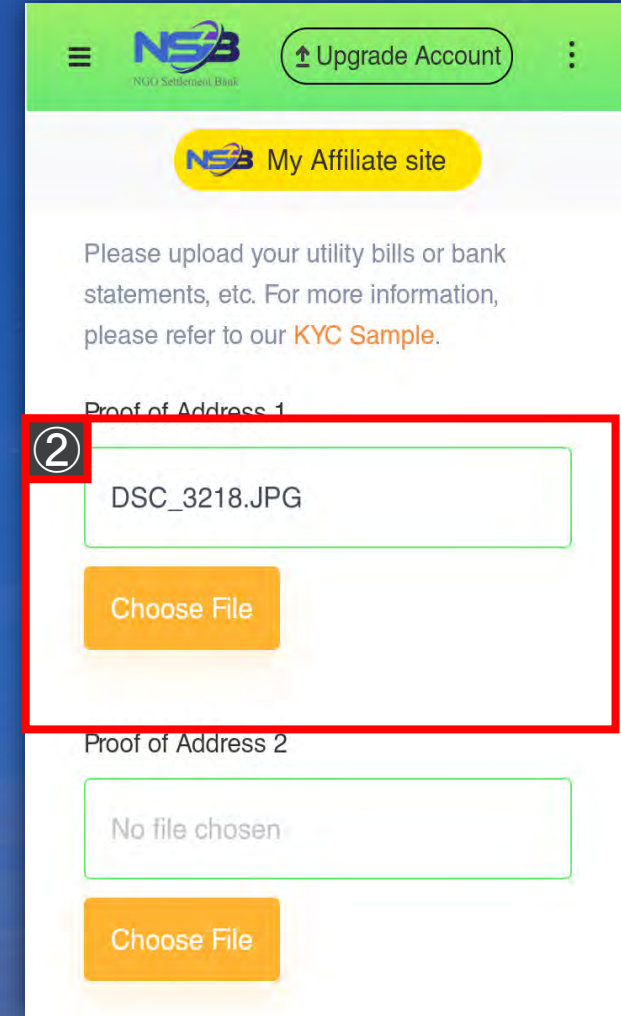 NSB
NGO Settlement Bank
Upgrade Account
NSB My Affiliate site
Please upload your utility bills or bank
statements, etc. For more information,
please refer to our KYC Sample.
Proof of Address 1
②
DSC_3218.JPG
Choose File
Proof of Address 2
No file chosen
Choose File